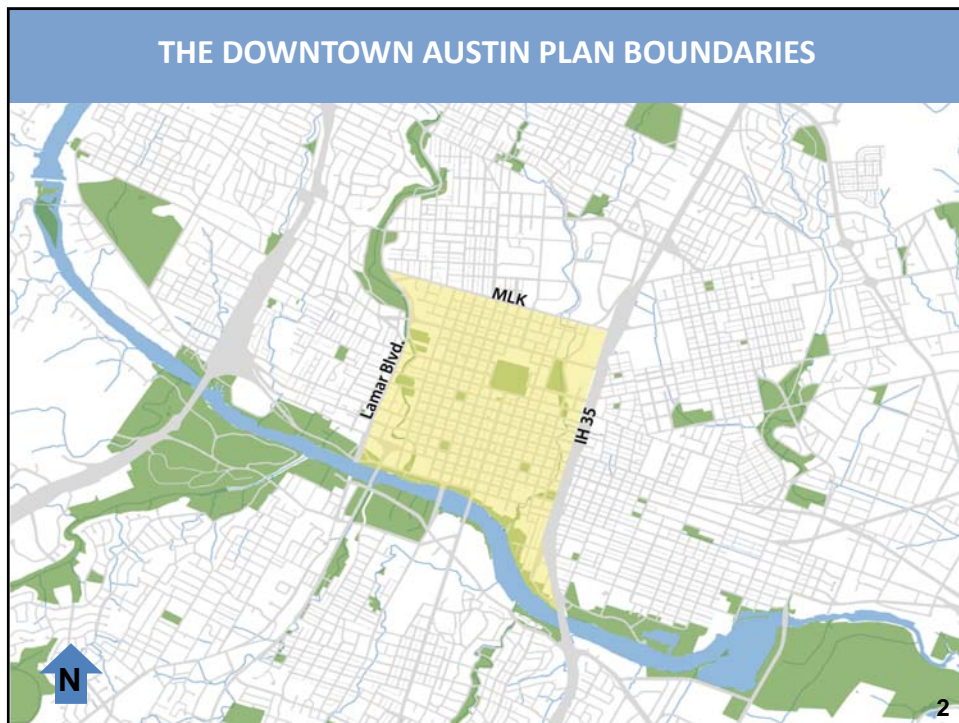 THE DOWNTOWN AUSTIN PLAN BOUNDARIES
MLK
Lamar Blvd.
IH 35
N
2